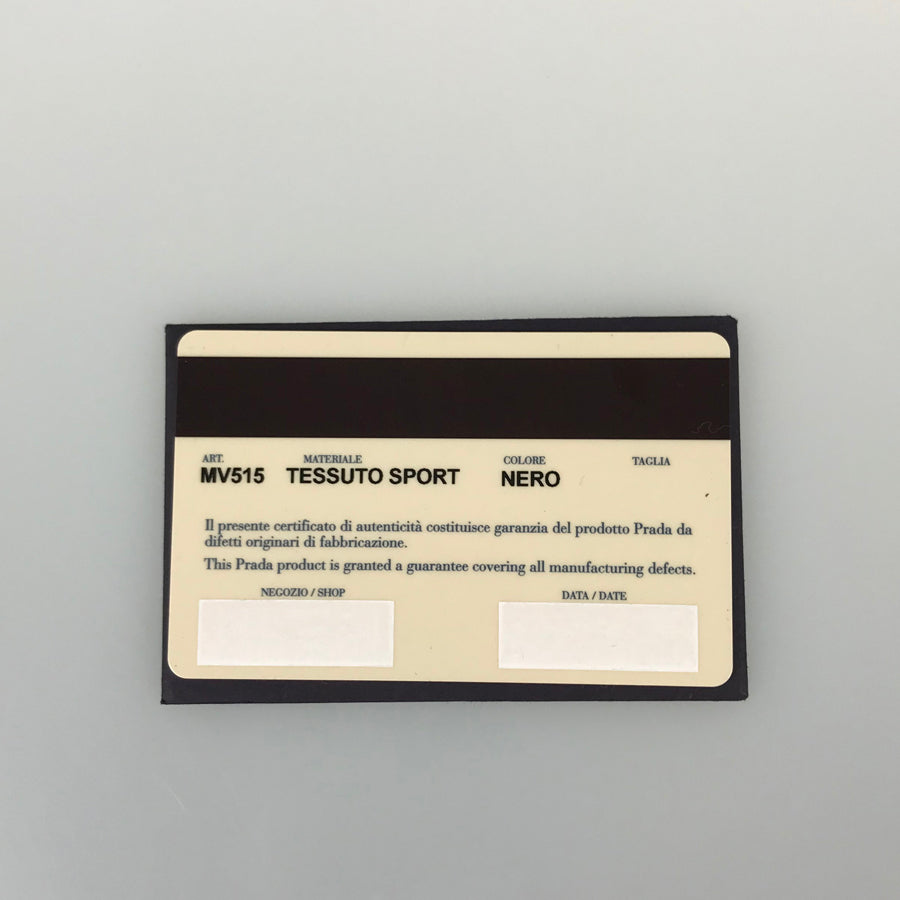 ART. MATERIALE COLORE TAGLIA
MV515 TESSUTO SPORT NERO
Il presente certificato di autenticità costituisce garanzia del prodotto Prada da
difetti originari di fabbricazione.
This Prada product is granted a guarantee covering all manufacturing defects.
NEGOZIO / SHOP DATA / DATE